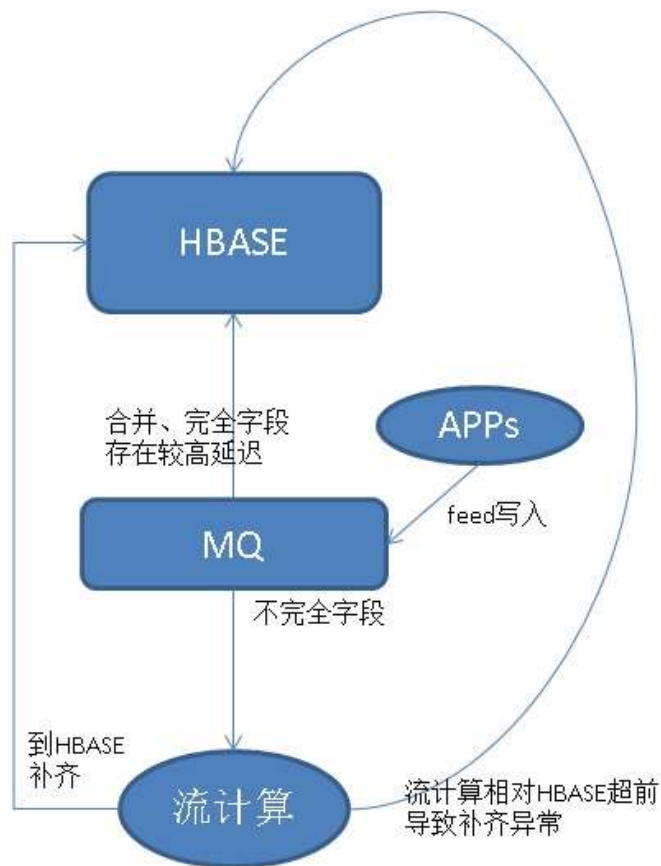 HBASE
合并、完全字段
存在较高延迟
APPs
feed写入
MQ
不完全字段
到HBASE
补齐
流计算
流计算相对HBASE超前
导致补齐异常